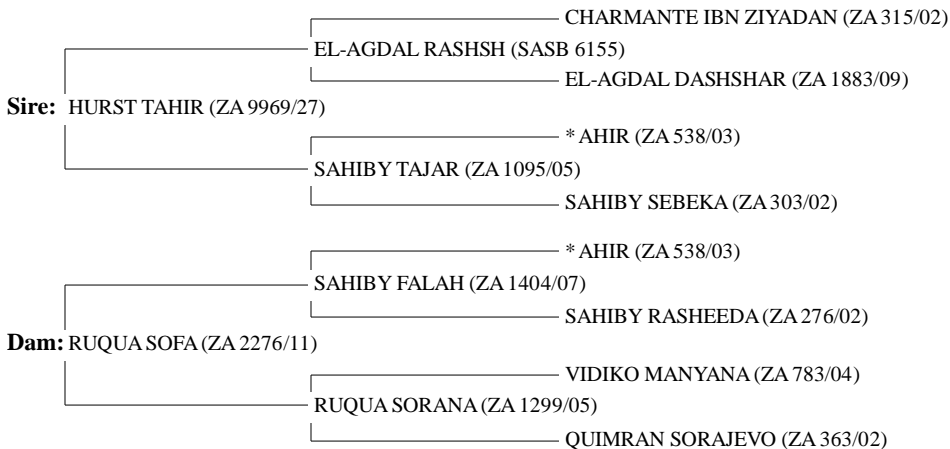 CHARMANTE IBN ZIYADAN (ZA 315/02)
EL-AGDAL RASHSH (SASB 6155)
EL-AGDAL DASHSHAR (ZA 1883/09)
Sire: HURST TAHIR (ZA 9969/27)
* AHIR (ZA 538/03)
SAHIBY TAJAR (ZA 1095/05)
SAHIBY SEBEKA (ZA 303/02)
* AHIR (ZA 538/03)
SAHIBY FALAH (ZA 1404/07)
SAHIBY RASHEEDA (ZA 276/02)
Dam: RUQUA SOFA (ZA 2276/11)
VIDIKO MANYANA (ZA 783/04)
RUQUA SORANA (ZA 1299/05)
QUIMRAN SORAJEVO (ZA 363/02)